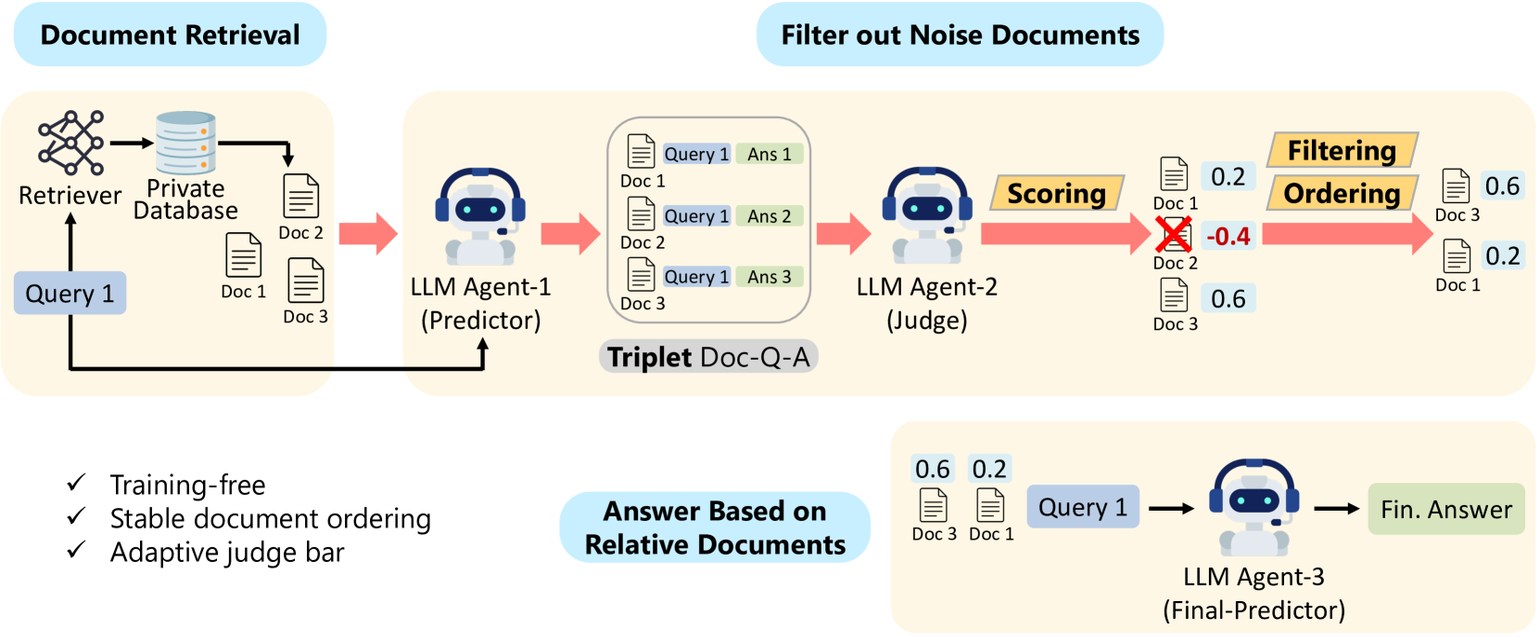 Document Retrieval
Filter out Noise Documents
Retriever
Private
Database
Doc 2
Doc 1
Doc 3
Query 1
LLM Agent-1
(Predictor)
Doc 1
Query 1 Ans 1
Doc 2
Query 1 Ans 2
Doc 3
Query 1 Ans 3
Triplet Doc-Q-A
LLM Agent-2
(Judge)
Scoring
0.2
Doc 1
-0.4
Doc 2
0.6
Doc 3
Filtering
Ordering
0.6
Doc 3
0.2
Doc 1
✓ Training-free
✓ Stable document ordering
✓ Adaptive judge bar
Answer Based on
Relative Documents
0.6 0.2
Doc 3 Doc 1
Query 1
LLM Agent-3
(Final-Predictor)
Fin. Answer